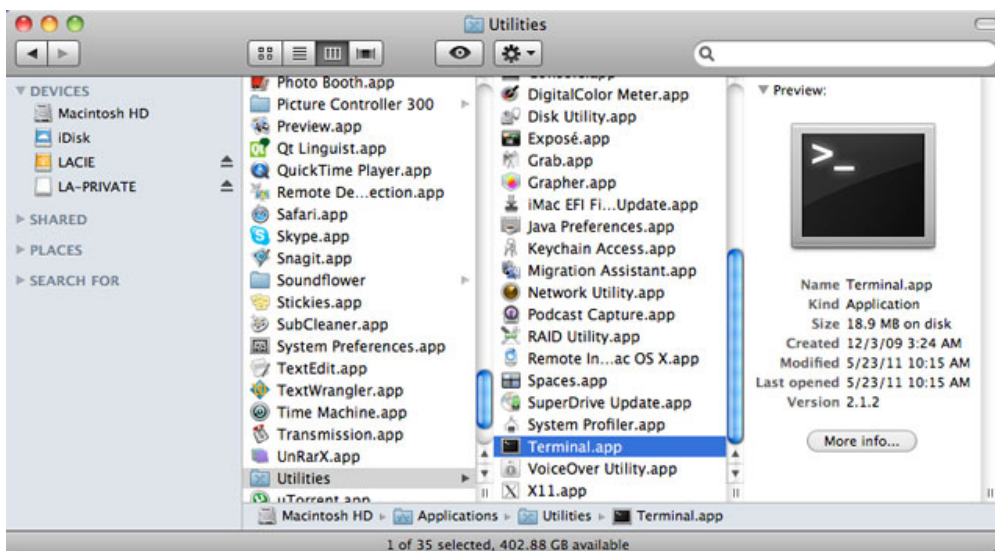 Utilities
DEVICES
Macintosh HD
iDisk
LACIE
LA-PRIVATE
SHARED
PLACES
SEARCH FOR
Photo Booth.app
Picture Controller 300
Preview.app
Qt Linguist.app
QuickTime Player.app
Remote De...ection.app
Safari.app
Skype.app
Snagit.app
Soundflower
Stickies.app
SubCleaner.app
System Preferences.app
TextEdit.app
TextWrangler.app
Time Machine.app
Transmission.app
UnRarX.app
Utilities
uTorrent.app
Console.app
DigitalColor Meter.app
Disk Utility.app
Exposé.app
Grab.app
Grapher.app
iMac EFI Fi...Update.app
Java Preferences.app
Keychain Access.app
Migration Assistant.app
Network Utility.app
Podcast Capture.app
RAID Utility.app
Remote In...ac OS X.app
Spaces.app
SuperDrive Update.app
System Profiler.app
Terminal.app
VoiceOver Utility.app
X11.app
Preview:
>_
Name Terminal.app
Kind Application
Size 18.9 MB on disk
Created 12/3/09 3:24 AM
Modified 5/23/11 10:15 AM
Last opened 5/23/11 10:15 AM
Version 2.1.2
More info...
Macintosh HD ▸ Applications ▸ Utilities ▸ Terminal.app
1 of 35 selected, 402.88 GB available